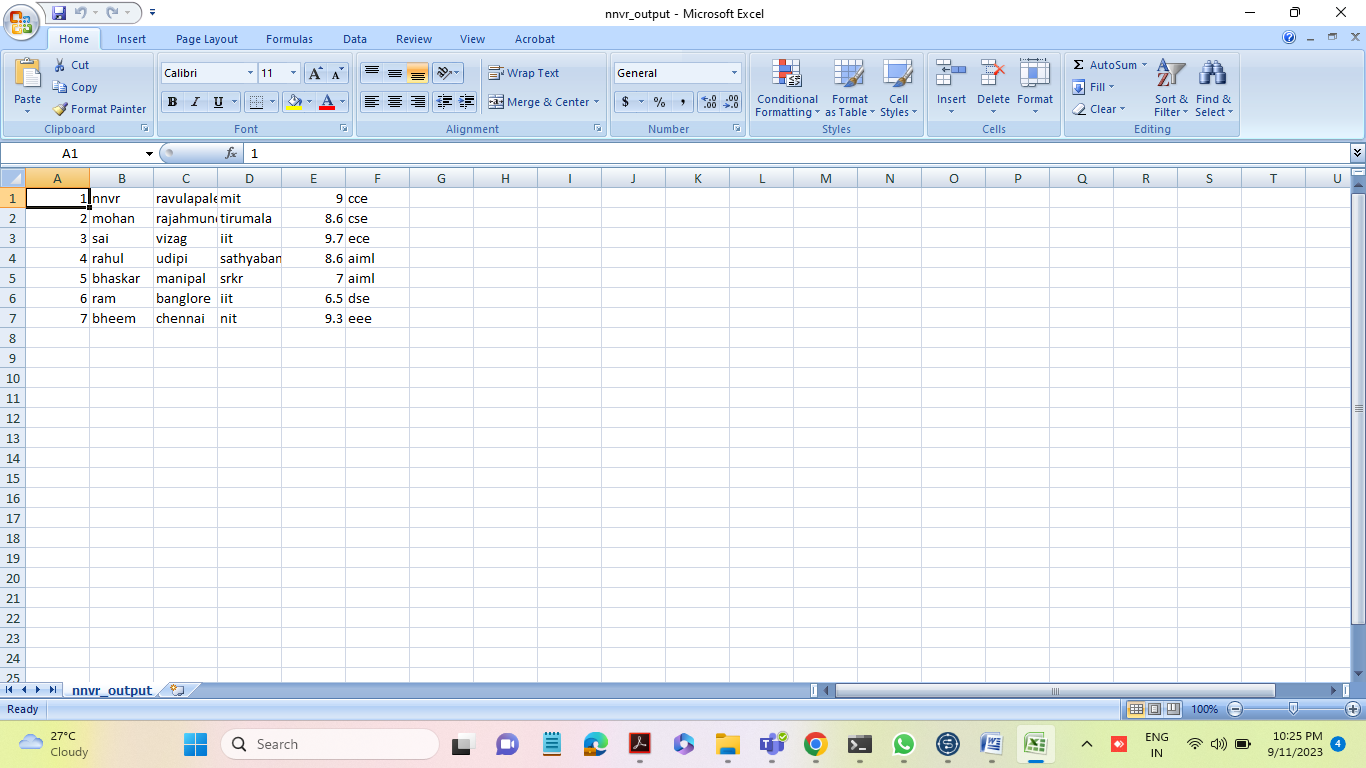 nnvr_output - Microsoft Excel
Home Insert Page Layout Formulas Data Review View Acrobat
Paste Cut Copy Format Painter
Calibri 11
B I U A
Wrap Text
Merge & Center
General
$ % ,
Conditional Formatting Format as Table Cell Styles
Insert Delete Format
Σ AutoSum Fill Clear
Sort & Filter Find & Select
Clipboard Font Alignment Number Styles Cells Editing
A1 fx 1
A B C D E F G H I J K L M N O P Q R S T U
1 1 nnvr ravulapale mit 9 cce
2 2 mohan rajahmund tirumala 8.6 cse
3 3 sai vizag iit 9.7 ece
4 4 rahul udipi sathyaban 8.6 aiml
5 5 bhaskar manipal srkr 7 aiml
6 6 ram banglore iit 6.5 dse
7 7 bheem chennai nit 9.3 eee
8
9
10
11
12
13
14
15
16
17
18
19
20
21
22
23
24
25
nnvr_output
Ready 100%
27°C
Cloudy
Search
ENG
IN
10:25 PM
9/11/2023
4